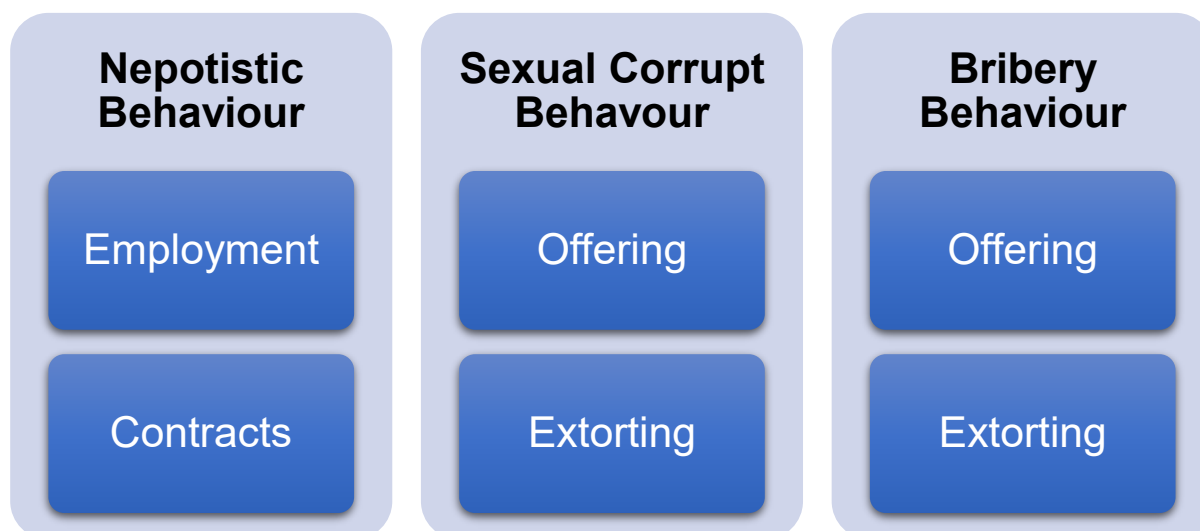 Nepotistic
Behaviour
Employment
Contracts
Sexual Corrupt
Behavour
Offering
Extorting
Bribery
Behaviour
Offering
Extorting